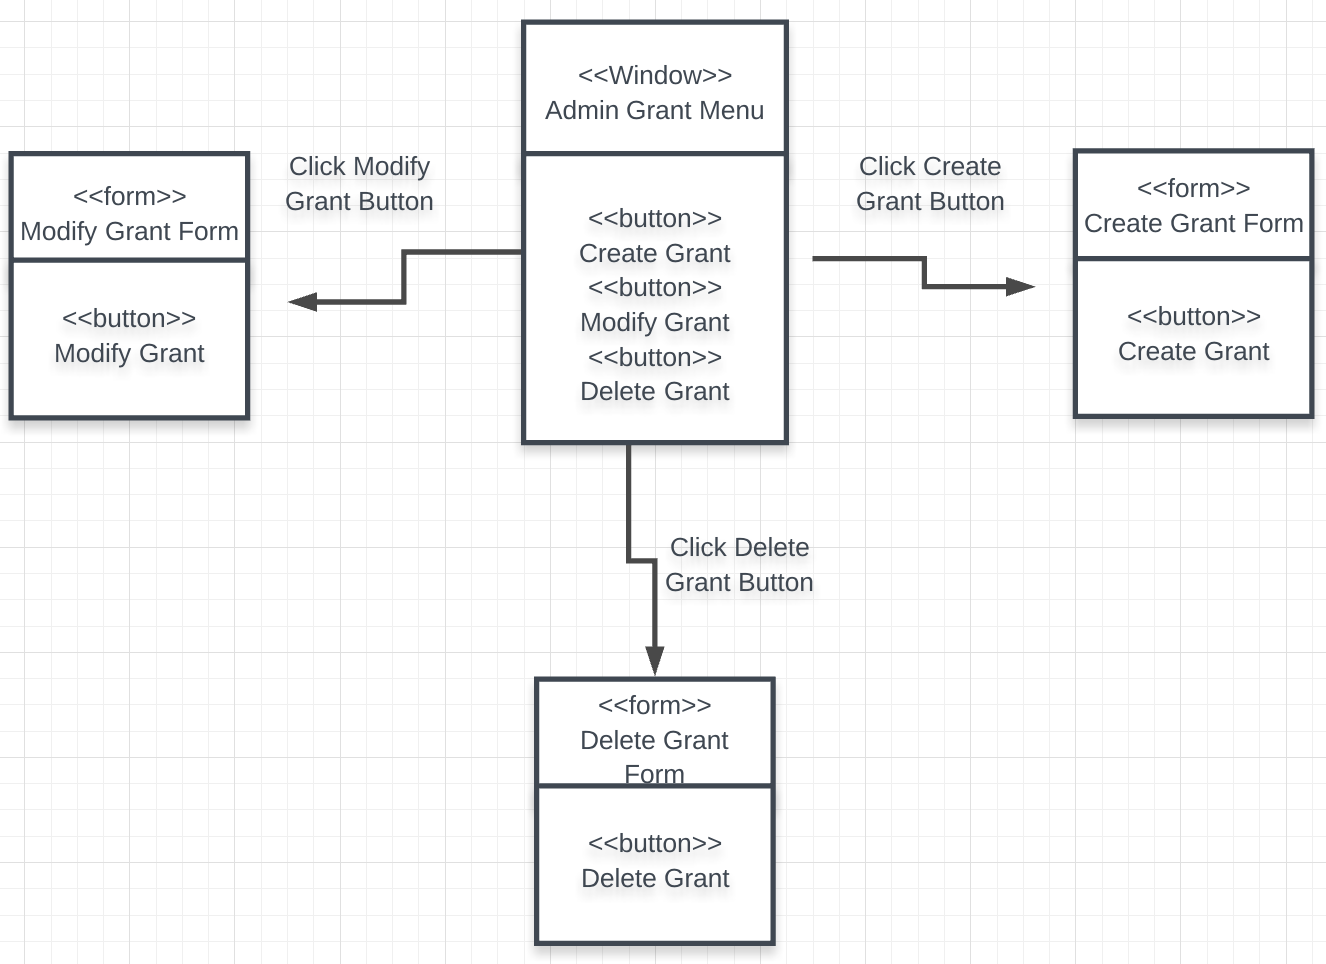 <<Window>>
Admin Grant Menu
<<button>>
Create Grant
<<button>>
Modify Grant
<<button>>
Delete Grant
Click Modify
Grant Button
<<form>>
Modify Grant Form
<<button>>
Modify Grant
Click Create
Grant Button
<<form>>
Create Grant Form
<<button>>
Create Grant
Click Delete
Grant Button
<<form>>
Delete Grant
Form
<<button>>
Delete Grant